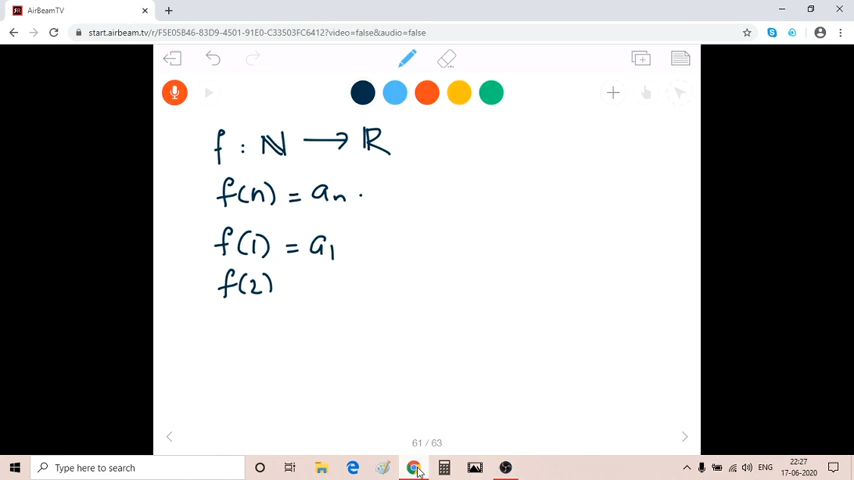 AirBeamTV
start.airbeam.tv/r/F5E05B46-83D9-4501-91E0-C33503FC6412?video=false&audio=false
f : ℕ ⟶ ℝ
f(n) = aₙ .
f(1) = a₁
f(2)
61 / 63
Type here to search
ENG
22:27
17-06-2020